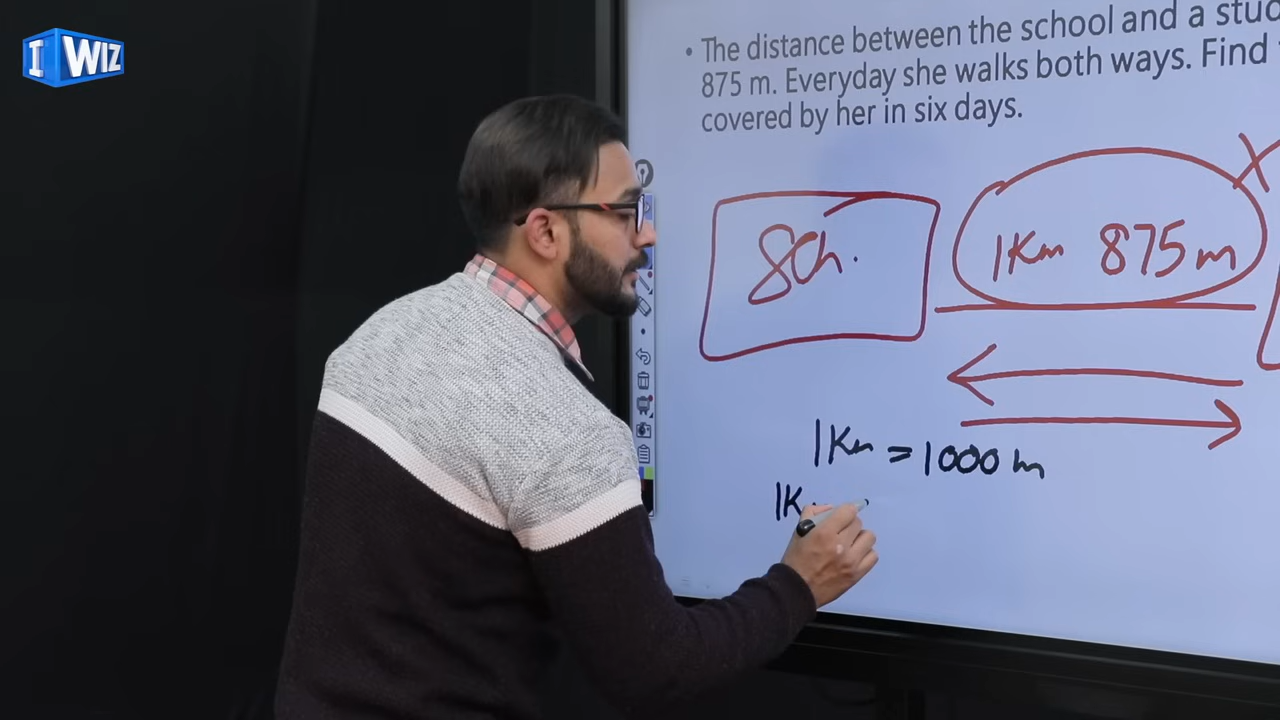 I WIZ
• The distance between the school and a stud
875 m. Everyday she walks both ways. Find
covered by her in six days.
Sch.
1Km 875m
1Km = 1000 m
1K